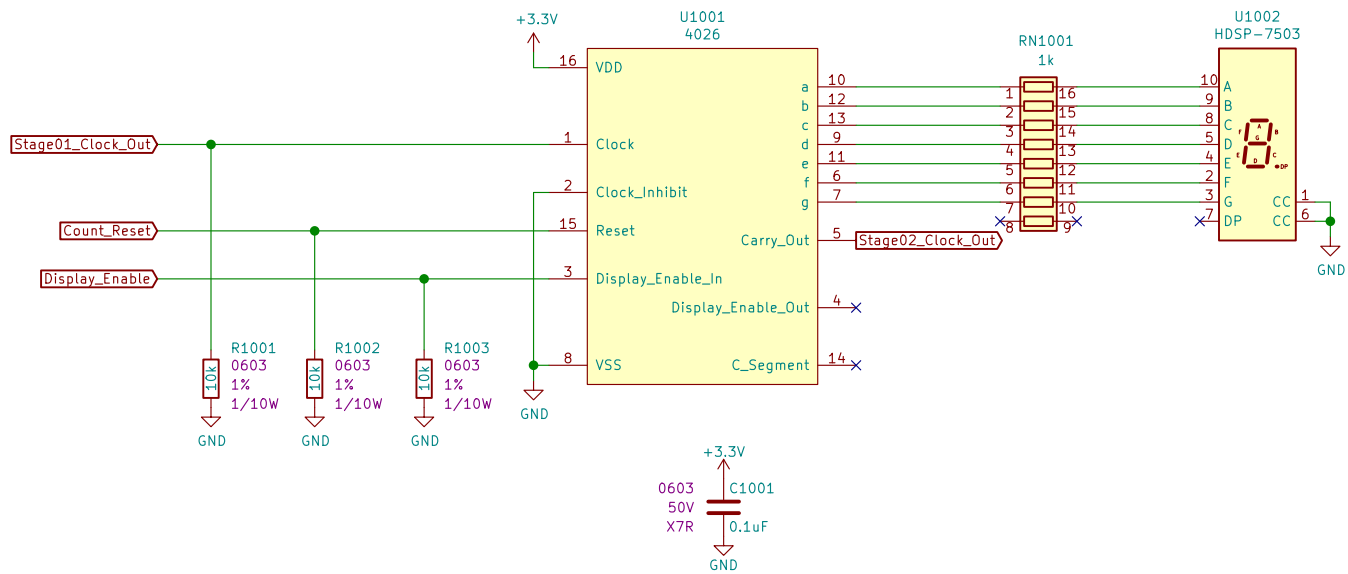 +3.3V
U1001
4026
16
VDD
1
Clock
2
Clock_Inhibit
15
Reset
3
Display_Enable_In
8
VSS
a
10
b
12
c
13
d
9
e
11
f
6
g
7
Carry_Out
5
Display_Enable_Out
4
C_Segment
14
Stage01_Clock_Out
Count_Reset
Display_Enable
Stage02_Clock_Out
RN1001
1k
1
16
2
15
3
14
4
13
5
12
6
11
7
10
8
9
U1002
HDSP-7503
10
A
9
B
8
C
5
D
4
E
2
F
3
G
7
DP
A
F
B
G
E
C
D
DP
CC
1
CC
6
GND
R1001
10k
0603
1%
1/10W
GND
R1002
10k
0603
1%
1/10W
GND
R1003
10k
0603
1%
1/10W
GND
GND
+3.3V
0603
C1001
50V
X7R
0.1uF
GND